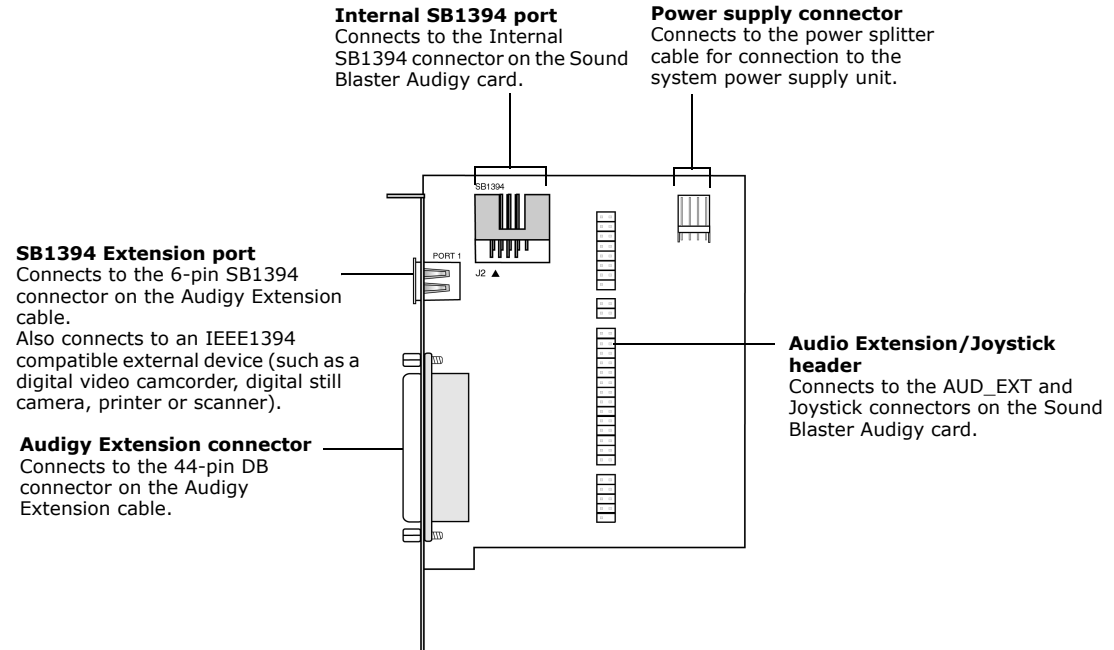 Internal SB1394 port
Connects to the Internal
SB1394 connector on the Sound
Blaster Audigy card.
Power supply connector
Connects to the power splitter
cable for connection to the
system power supply unit.
SB1394
PORT 1
J2 ▲
SB1394 Extension port
Connects to the 6-pin SB1394
connector on the Audigy Extension
cable.
Also connects to an IEEE1394
compatible external device (such as a
digital video camcorder, digital still
camera, printer or scanner).
Audio Extension/Joystick
header
Connects to the AUD_EXT and
Joystick connectors on the Sound
Blaster Audigy card.
Audigy Extension connector
Connects to the 44-pin DB
connector on the Audigy
Extension cable.